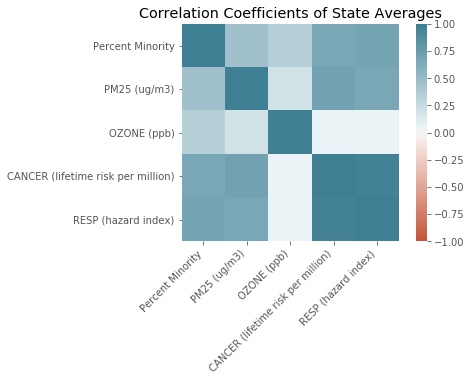 Correlation Coefficients of State Averages
Percent Minority
PM25 (ug/m3)
OZONE (ppb)
CANCER (lifetime risk per million)
RESP (hazard index)
Percent Minority
PM25 (ug/m3)
OZONE (ppb)
CANCER (lifetime risk per million)
RESP (hazard index)
1.00
0.75
0.50
0.25
0.00
−0.25
−0.50
−0.75
−1.00